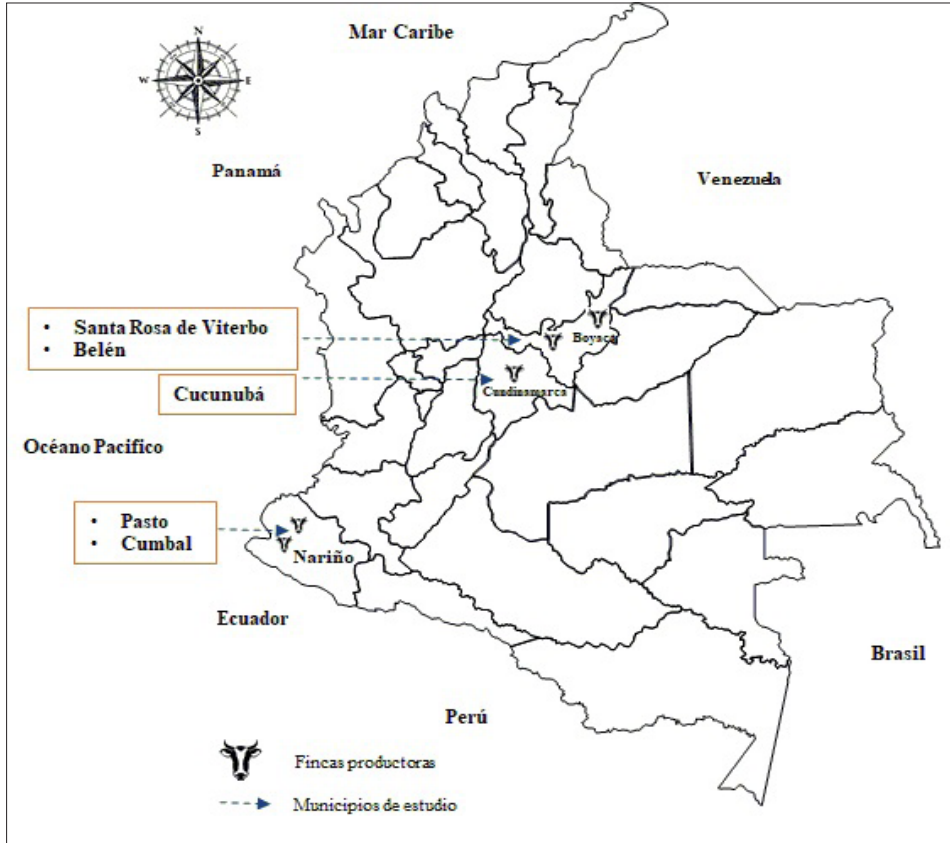 Mar Caribe
N
W
E
S
Panamá
Venezuela
• Santa Rosa de Viterbo
• Belén
Boyacá
Cucunubá
Cundinamarca
Océano Pacifico
• Pasto
• Cumbal
Nariño
Ecuador
Brasil
Perú
Fincas productoras
Municipios de estudio